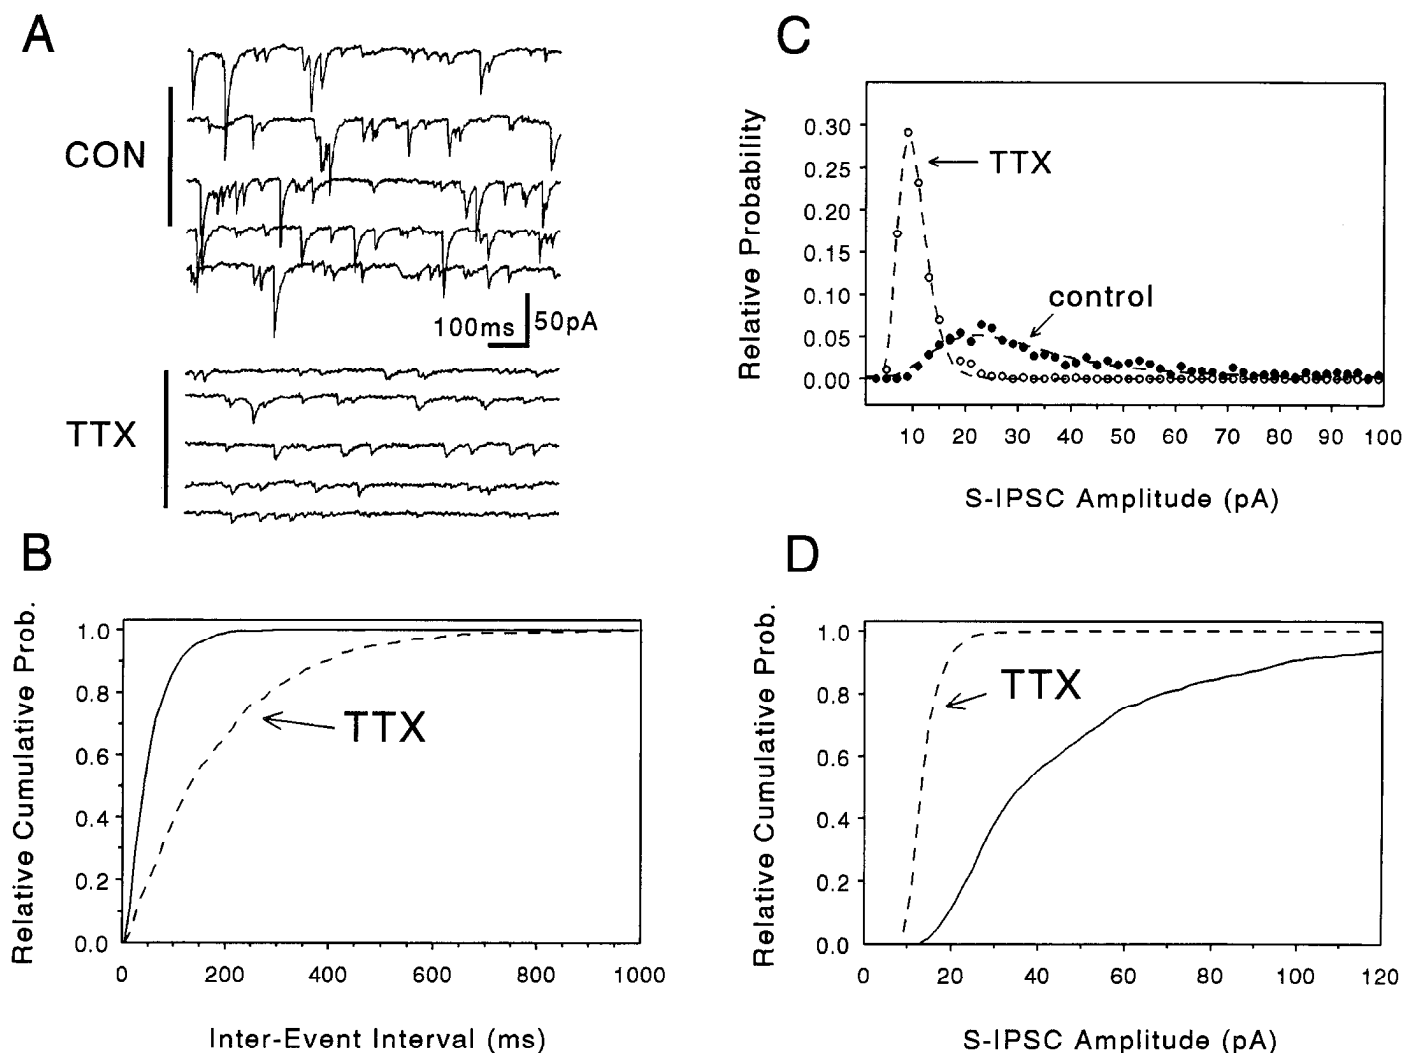 A
CON
100ms
50pA
TTX
B
Relative Cumulative Prob.
1.0
0.8
0.6
0.4
0.2
0.0
TTX
0 200 400 600 800 1000
Inter-Event Interval (ms)
C
Relative Probability
0.30
0.25
0.20
0.15
0.10
0.05
0.00
TTX
control
10 20 30 40 50 60 70 80 90 100
S-IPSC Amplitude (pA)
D
Relative Cumulative Prob.
1.0
0.8
0.6
0.4
0.2
0.0
TTX
0 20 40 60 80 100 120
S-IPSC Amplitude (pA)